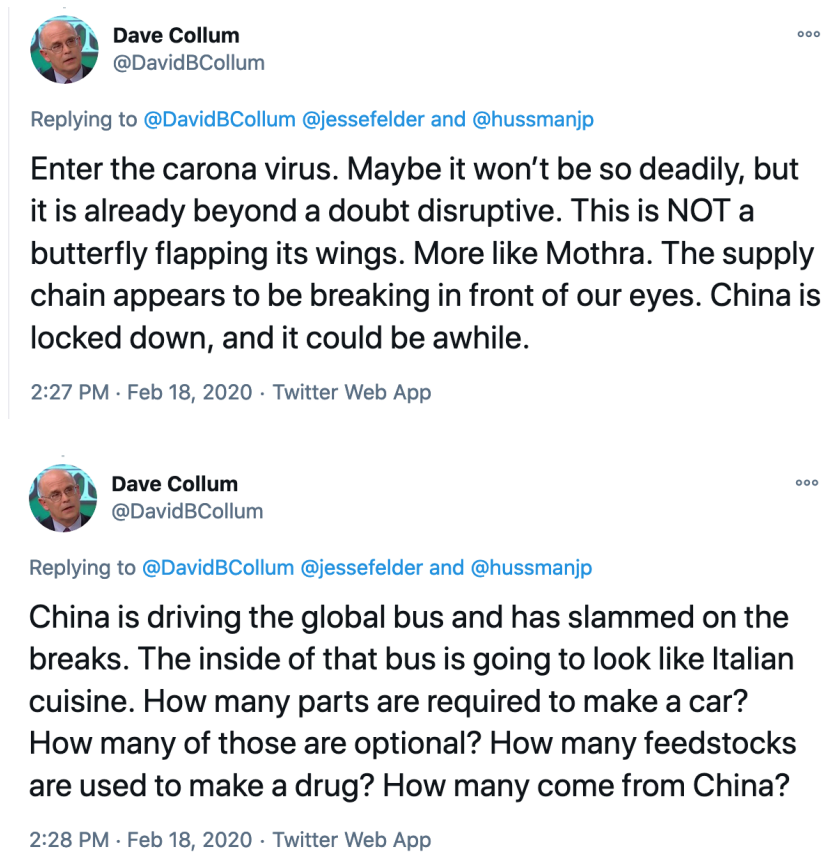 Dave Collum
@DavidBCollum
Replying to @DavidBCollum @jessefelder and @hussmanjp
Enter the carona virus. Maybe it won't be so deadily, but
it is already beyond a doubt disruptive. This is NOT a
butterfly flapping its wings. More like Mothra. The supply
chain appears to be breaking in front of our eyes. China is
locked down, and it could be awhile.
2:27 PM · Feb 18, 2020 · Twitter Web App
Dave Collum
@DavidBCollum
Replying to @DavidBCollum @jessefelder and @hussmanjp
China is driving the global bus and has slammed on the
breaks. The inside of that bus is going to look like Italian
cuisine. How many parts are required to make a car?
How many of those are optional? How many feedstocks
are used to make a drug? How many come from China?
2:28 PM · Feb 18, 2020 · Twitter Web App